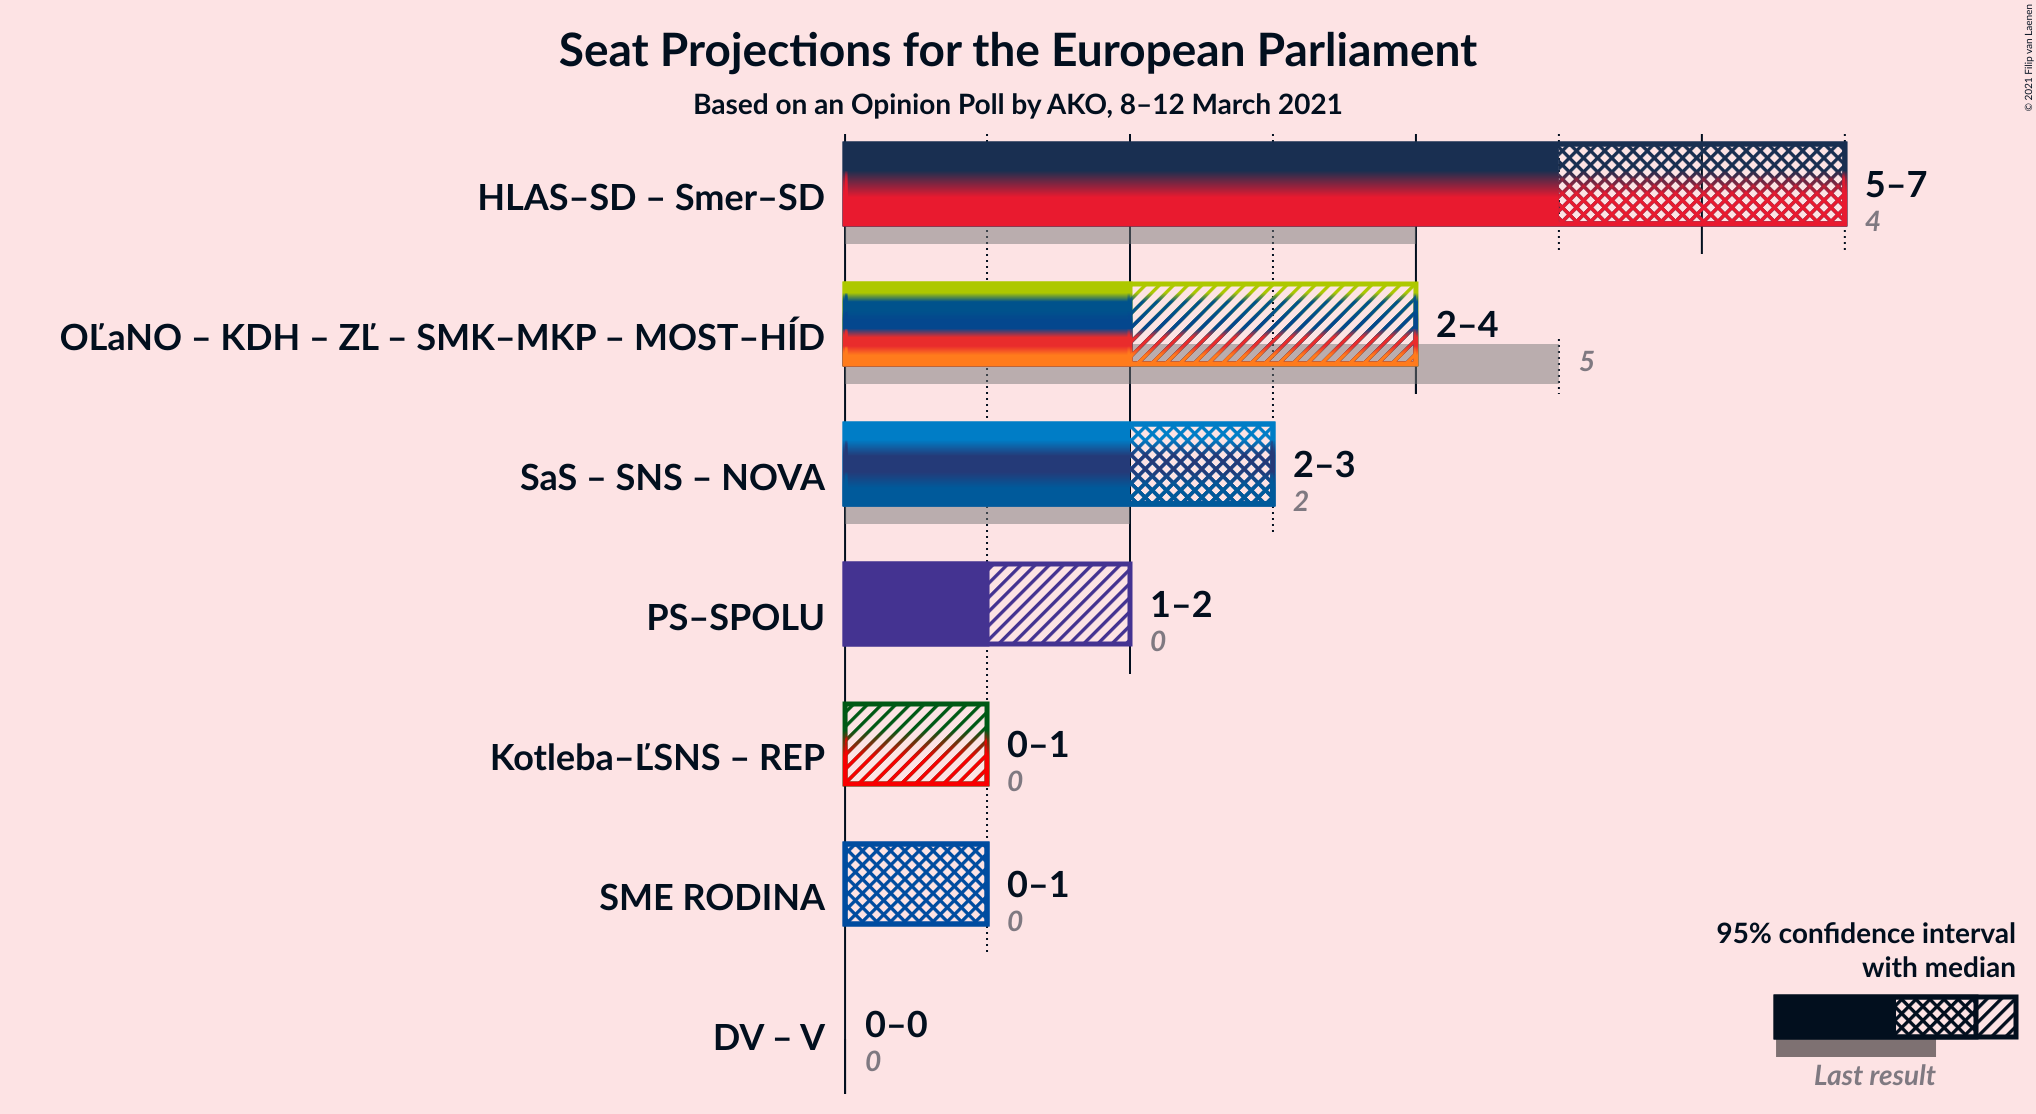 Seat Projections for the European Parliament
Based on an Opinion Poll by AKO, 8–12 March 2021
© 2021 Filip van Laenen
HLAS–SD – Smer–SD
5–7
4
OĽaNO – KDH – ZĽ – SMK–MKP – MOST–HÍD
2–4
5
SaS – SNS – NOVA
2–3
2
PS–SPOLU
1–2
0
Kotleba–ĽSNS – REP
0–1
0
SME RODINA
0–1
0
DV – V
0–0
0
95% confidence interval
with median
Last result